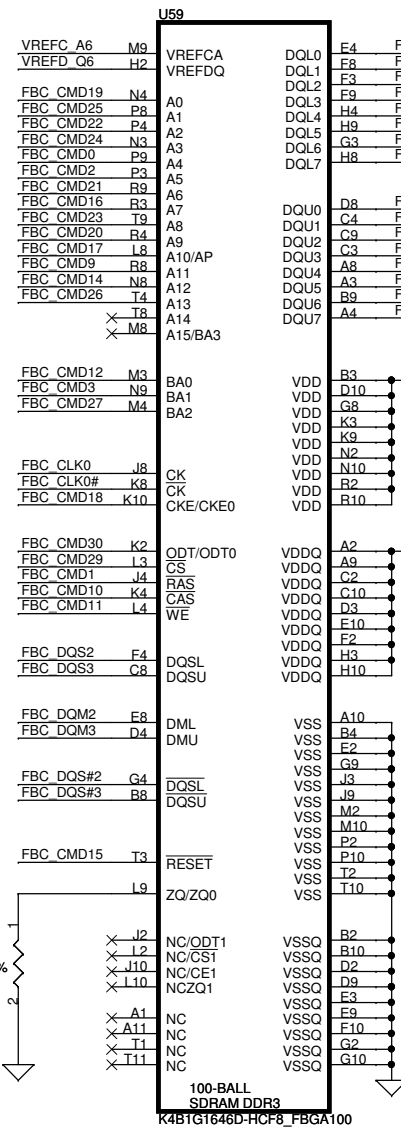 U59
VREFC_A6 M9 VREFCA DQL0 E4 F
VREFD_Q6 H2 VREFDQ DQL1 F8 F
DQL2 F3 F
FBC_CMD19 N4 A0 DQL3 F9 F
FBC_CMD25 P8 A1 DQL4 H4 F
FBC_CMD22 P4 A2 DQL5 H9 F
FBC_CMD24 N3 A3 DQL6 G3 F
FBC_CMD0 P9 A4 DQL7 H8 F
FBC_CMD2 P3 A5
FBC_CMD21 R9 A6
FBC_CMD16 R3 A7 DQU0 D8 F
FBC_CMD23 T9 A8 DQU1 C4 F
FBC_CMD20 R4 A9 DQU2 C9 F
FBC_CMD17 L8 A10/AP DQU3 C3 F
FBC_CMD9 R8 A11 DQU4 A8 F
FBC_CMD14 N8 A12 DQU5 A3 F
FBC_CMD26 T4 A13 DQU6 B9 F
T8 A14 DQU7 A4 F
M8 A15/BA3
FBC_CMD12 M3 BA0 VDD B3
FBC_CMD3 N9 BA1 VDD D10
FBC_CMD27 M4 BA2 VDD G8
VDD K3
VDD K9
VDD N2
FBC_CLK0 J8 CK VDD N10
FBC_CLK0# K8 CK VDD R2
FBC_CMD18 K10 CKE/CKE0 VDD R10
FBC_CMD30 K2 ODT/ODT0 VDDQ A2
FBC_CMD29 L3 CS VDDQ A9
FBC_CMD1 J4 RAS VDDQ C2
FBC_CMD10 K4 CAS VDDQ C10
FBC_CMD11 L4 WE VDDQ D3
VDDQ E10
VDDQ F2
FBC_DQS2 F4 DQSL VDDQ H3
FBC_DQS3 C8 DQSU VDDQ H10
FBC_DQM2 E8 DML VSS A10
FBC_DQM3 D4 DMU VSS B4
VSS E2
VSS G9
FBC_DQS#2 G4 DQSL VSS J3
FBC_DQS#3 B8 DQSU VSS J9
VSS M2
VSS M10
VSS P2
FBC_CMD15 T3 RESET VSS P10
VSS T2
L9 ZQ/ZQ0 VSS T10
1
J2 NC/ODT1 VSSQ B2
L2 NC/CS1 VSSQ B10
% J10 NC/CE1 VSSQ D2
L10 NCZQ1 VSSQ D9
2 VSSQ E3
A1 NC VSSQ E9
A11 NC VSSQ F10
T1 NC VSSQ G2
T11 NC VSSQ G10
100-BALL
SDRAM DDR3
K4B1G1646D-HCF8_FBGA100